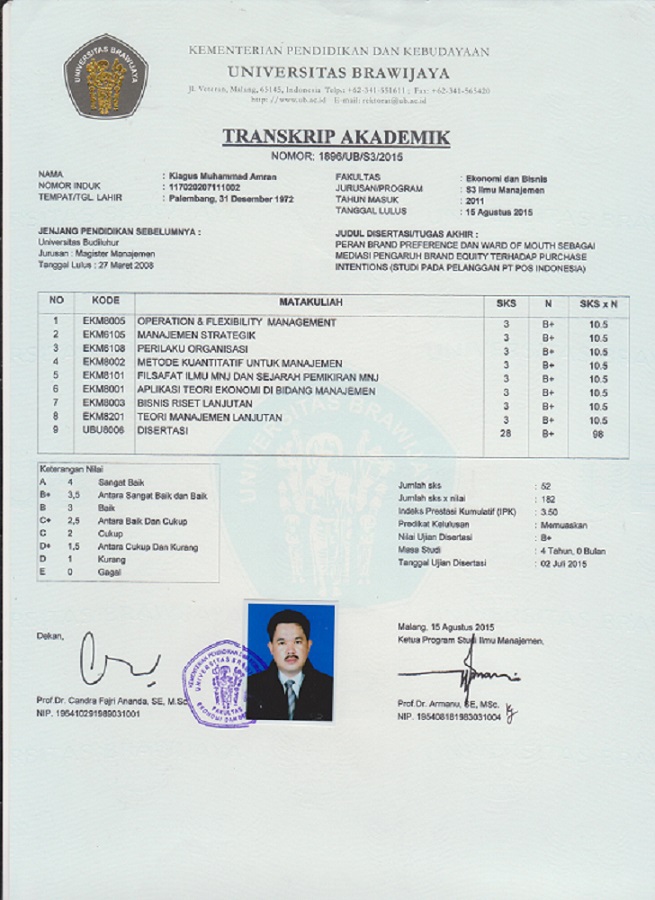 UNIVERSITAS BRAWIJAYA
KEMENTERIAN PENDIDIKAN DAN KEBUDAYAAN
UNIVERSITAS BRAWIJAYA
Jl. Veteran, Malang, 65145, Indonesia Telp.: +62-341-551611 ; Fax: +62-341-565420
http://www.ub.ac.id E-mail: rektorat@ub.ac.id
TRANSKRIP AKADEMIK
NOMOR: 1896/UB/S3/2015
NAMA : Kiagus Muhammad Amran
NOMOR INDUK : 117020207111002
TEMPAT/TGL. LAHIR : Palembang, 31 Desember 1972
FAKULTAS : Ekonomi dan Bisnis
JURUSAN/PROGRAM : S3 Ilmu Manajemen
TAHUN MASUK : 2011
TANGGAL LULUS : 15 Agustus 2015
JENJANG PENDIDIKAN SEBELUMNYA :
Universitas Budiluhur
Jurusan : Magister Manajemen
Tanggal Lulus : 27 Maret 2008
JUDUL DISERTASI/TUGAS AKHIR :
PERAN BRAND PREFERENCE DAN WARD OF MOUTH SEBAGAI
MEDIASI PENGARUH BRAND EQUITY TERHADAP PURCHASE
INTENTIONS (STUDI PADA PELANGGAN PT POS INDONESIA)
NO KODE MATAKULIAH SKS N SKS x N
1 EKM8005 OPERATION & FLEXIBILITY MANAGEMENT 3 B+ 10.5
2 EKM6105 MANAJEMEN STRATEGIK 3 B+ 10.5
3 EKM6108 PERILAKU ORGANISASI 3 B+ 10.5
4 EKM8002 METODE KUANTITATIF UNTUK MANAJEMEN 3 B+ 10.5
5 EKM8101 FILSAFAT ILMU MNJ DAN SEJARAH PEMIKIRAN MNJ 3 B+ 10.5
6 EKM8001 APLIKASI TEORI EKONOMI DI BIDANG MANAJEMEN 3 B+ 10.5
7 EKM8003 BISNIS RISET LANJUTAN 3 B+ 10.5
8 EKM8201 TEORI MANAJEMEN LANJUTAN 3 B+ 10.5
9 UBU8006 DISERTASI 28 B+ 98
UNIVERSITAS BRAWIJAYA
Keterangan Nilai
A 4 Sangat Baik
B+ 3,5 Antara Sangat Baik dan Baik
B 3 Baik
C+ 2,5 Antara Baik Dan Cukup
C 2 Cukup
D+ 1,5 Antara Cukup Dan Kurang
D 1 Kurang
E 0 Gagal
Jumlah sks : 52
Jumlah sks x nilai : 182
Indeks Prestasi Kumulatif (IPK) : 3.50
Predikat Kelulusan : Memuaskan
Nilai Ujian Disertasi : B+
Masa Studi : 4 Tahun, 0 Bulan
Tanggal Ujian Disertasi : 02 Juli 2015
Dekan,
Prof.Dr. Candra Fajri Ananda, SE, M.Sc
NIP. 195410291989031001
Malang, 15 Agustus 2015
Ketua Program Studi Ilmu Manajemen,
Prof.Dr. Armanu, SE, MSc.
NIP. 195408181983031004